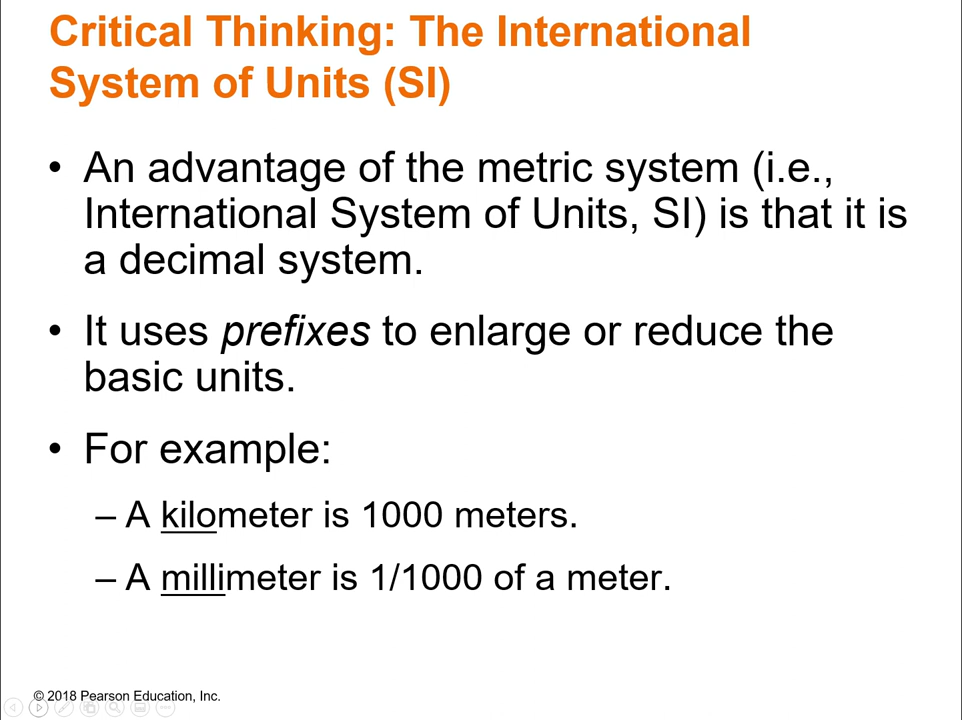 Critical Thinking: The International
System of Units (SI)
• An advantage of the metric system (i.e.,
International System of Units, SI) is that it is
a decimal system.
• It uses prefixes to enlarge or reduce the
basic units.
• For example:
– A kilometer is 1000 meters.
– A millimeter is 1/1000 of a meter.
© 2018 Pearson Education, Inc.